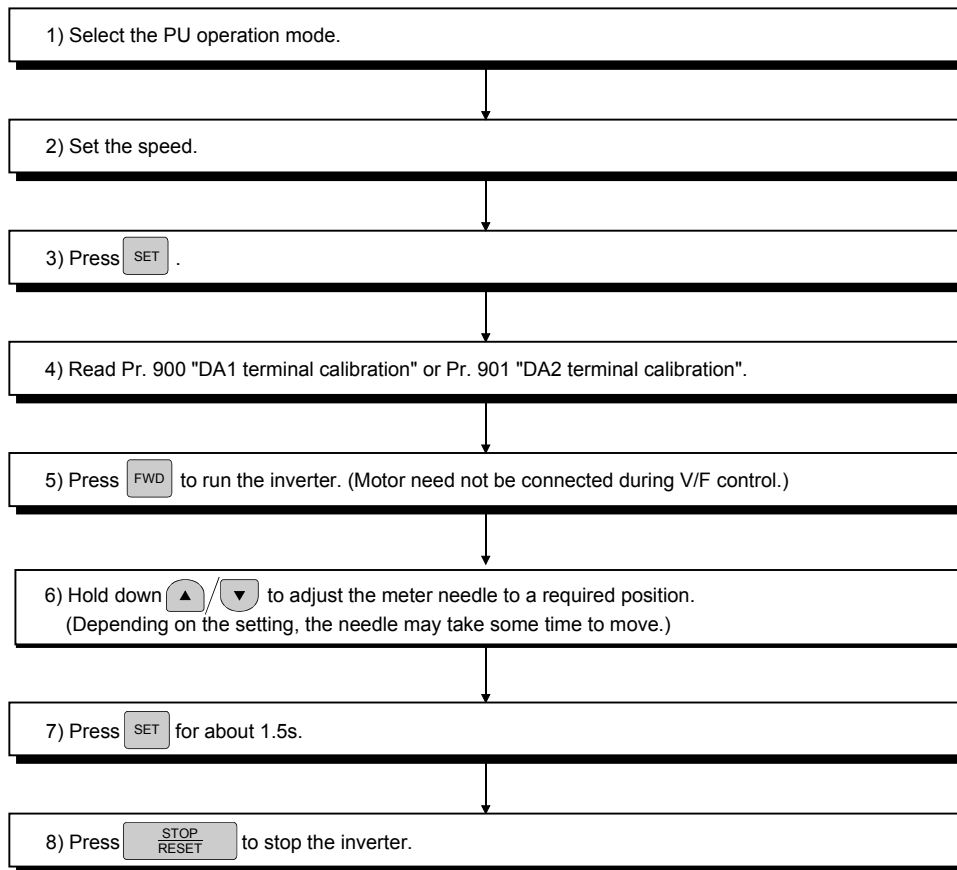 1) Select the PU operation mode.
2) Set the speed.
3) Press SET .
4) Read Pr. 900 "DA1 terminal calibration" or Pr. 901 "DA2 terminal calibration".
5) Press FWD to run the inverter. (Motor need not be connected during V/F control.)
6) Hold down ▲/▼ to adjust the meter needle to a required position.
(Depending on the setting, the needle may take some time to move.)
7) Press SET for about 1.5s.
8) Press STOP RESET to stop the inverter.